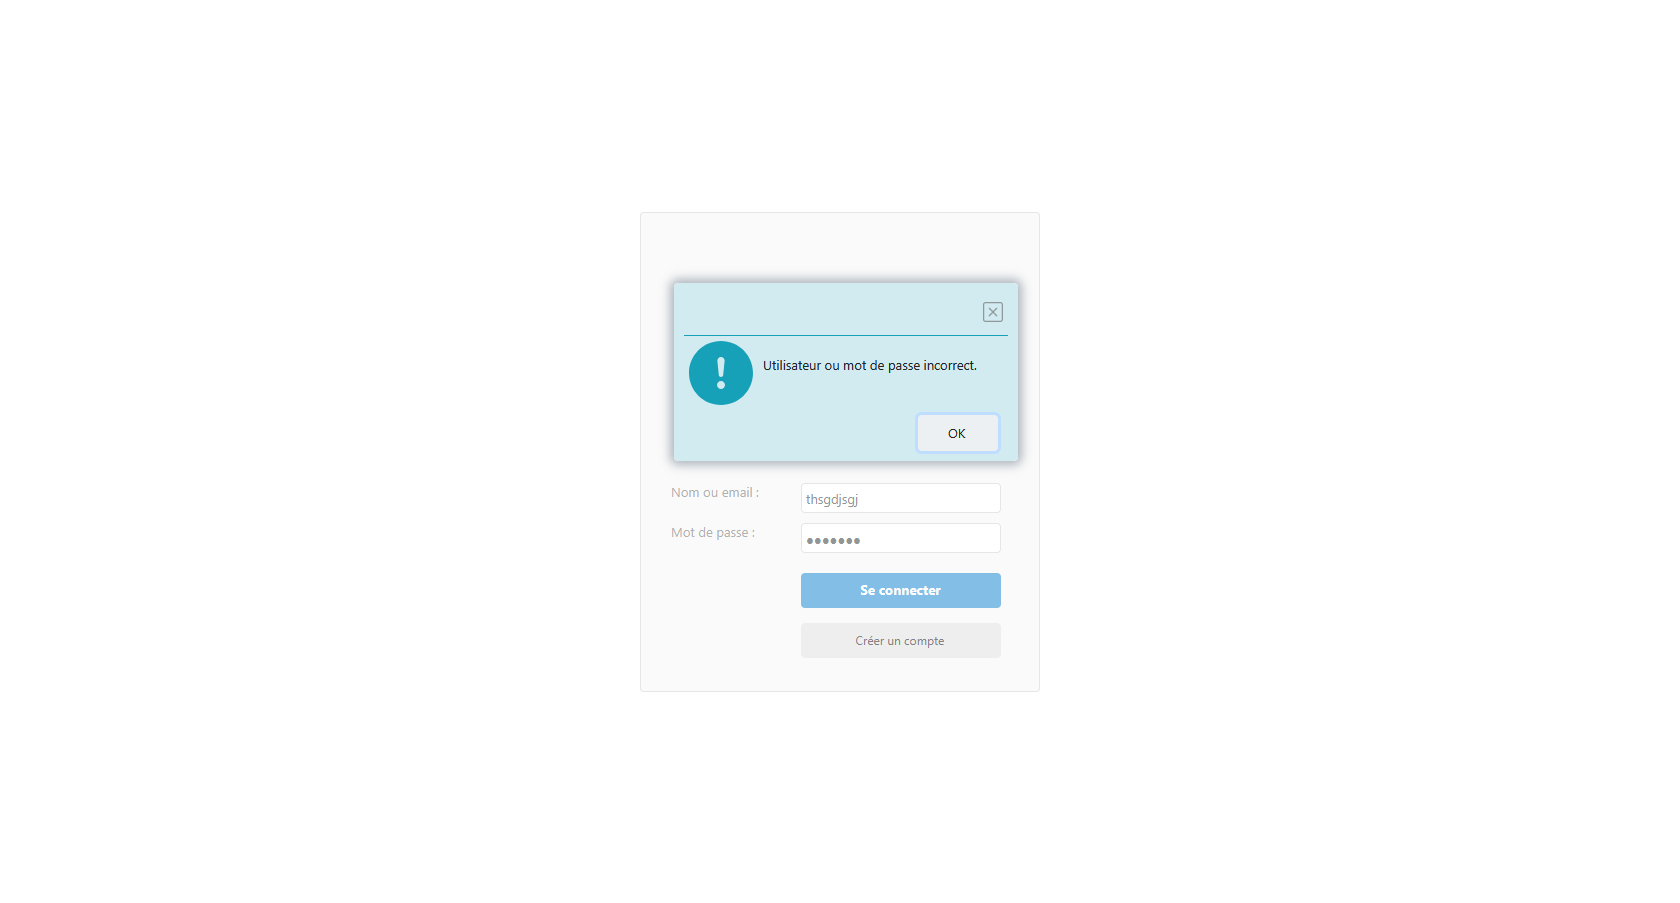 Utilisateur ou mot de passe incorrect.
OK
Nom ou email : thsgdjsgj
Mot de passe : •••••••
Se connecter
Créer un compte